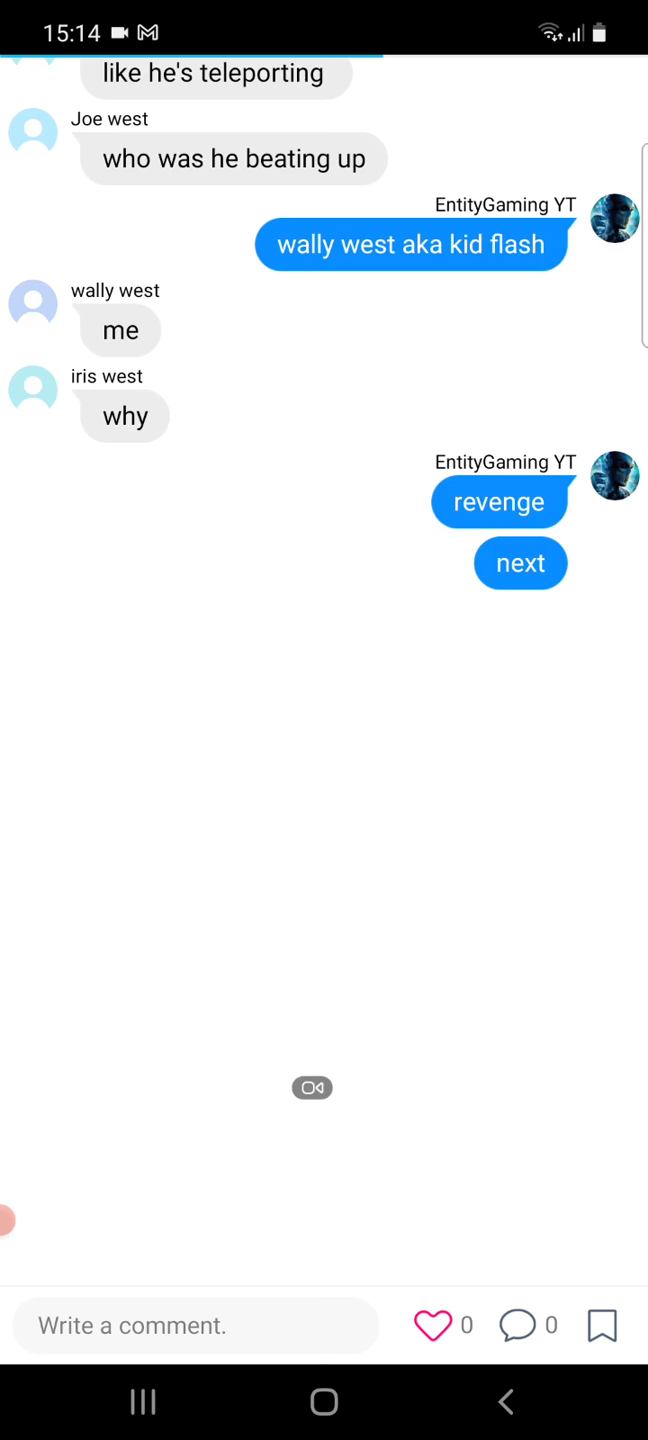 15:14
like he's teleporting
Joe west
who was he beating up
EntityGaming YT
wally west aka kid flash
wally west
me
iris west
why
EntityGaming YT
revenge
next
Write a comment.
0
0